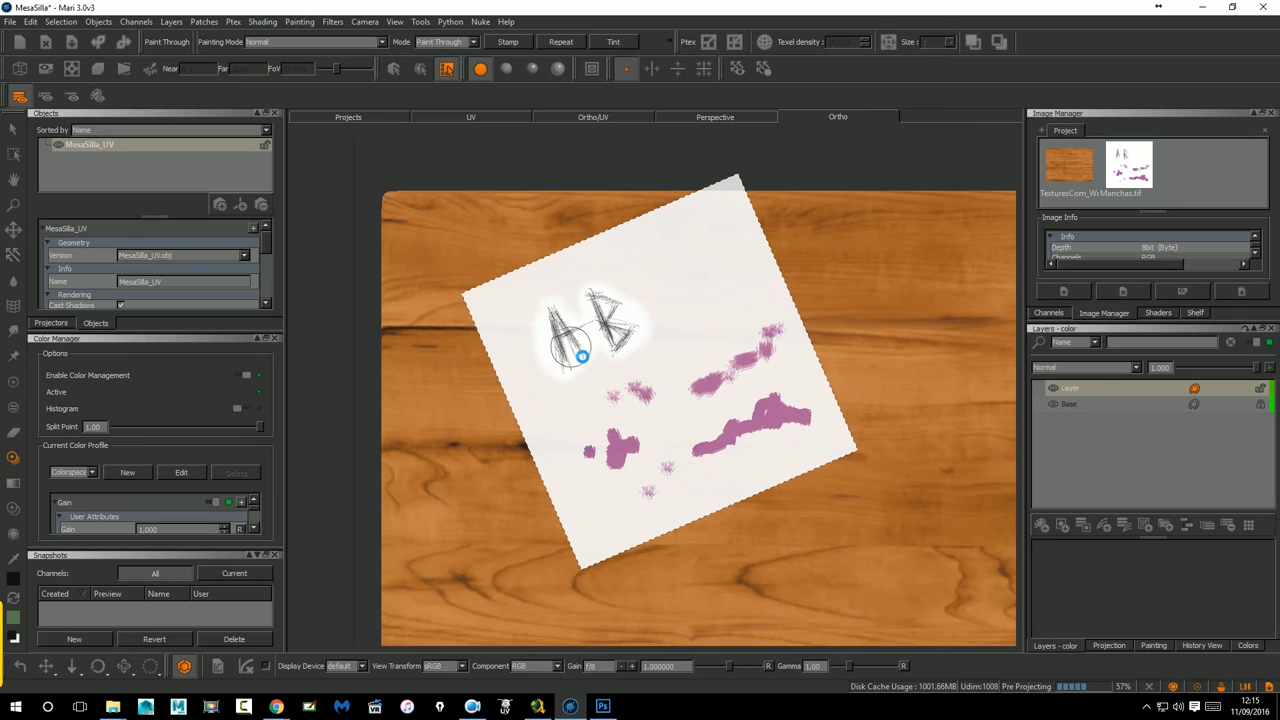 MesaSilla* - Mari 3.0v3
File Edit Selection Objects Channels Layers Patches Ptex Shading Painting Filters Camera View Tools Python Nuke Help
Paint Through Painting Mode Normal Mode Paint Through Stamp Repeat Tint Ptex Texel density: Size:
Near Far FoV
Objects
Sorted by Name
MesaSilla_UV
MesaSilla_UV
Geometry
Version MesaSilla_UV.obj
Info
Name MesaSilla_UV
Rendering
Cast Shadows
Projectors Objects
Color Manager
Options
Enable Color Management
Active
Histogram
Split Point 1.00
Current Color Profile
Colorspace New Edit Delete
Gain
User Attributes
Gain 1,000 R
Snapshots
Channels: All Current
Created Preview Name User
New Revert Delete
Projects UV Ortho/UV Perspective Ortho
A B
Image Manager
Project
TexturesCom_We Manchas.tif
Image Info
Info
Depth 8bit (Byte)
Channels RGB
Channels Image Manager Shaders Shelf
Layers - color
Name
Normal 1.000
Layer
Base
Layers - color Projection Painting History View Colors
Display Device default View Transform sRGB Component RGB Gain f/8 - + 1.000000 R Gamma 1.00 R
Disk Cache Usage : 1001.66MB Udim:1008 Pre Projecting 57%
12:15
11/09/2016